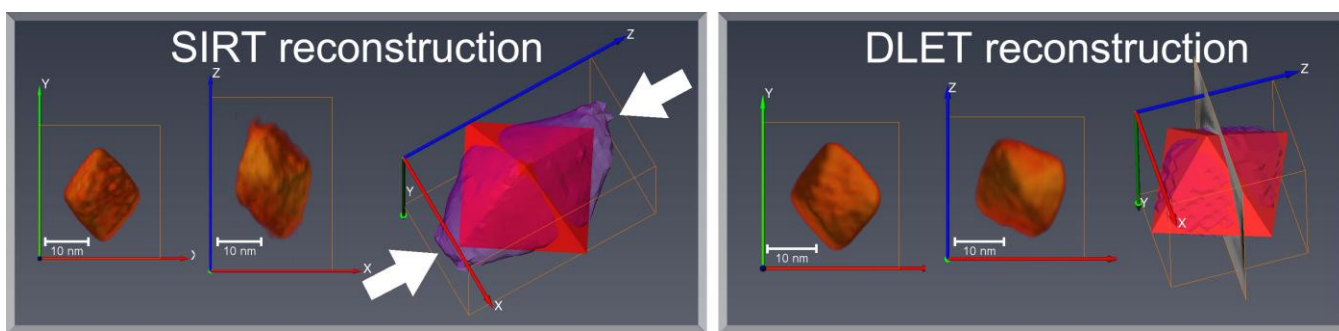 SIRT reconstruction
Y
Z
X
10 nm
X
10 nm
Z
Y
X
DLET reconstruction
Y
Z
10 nm
10 nm
Z
Y
X